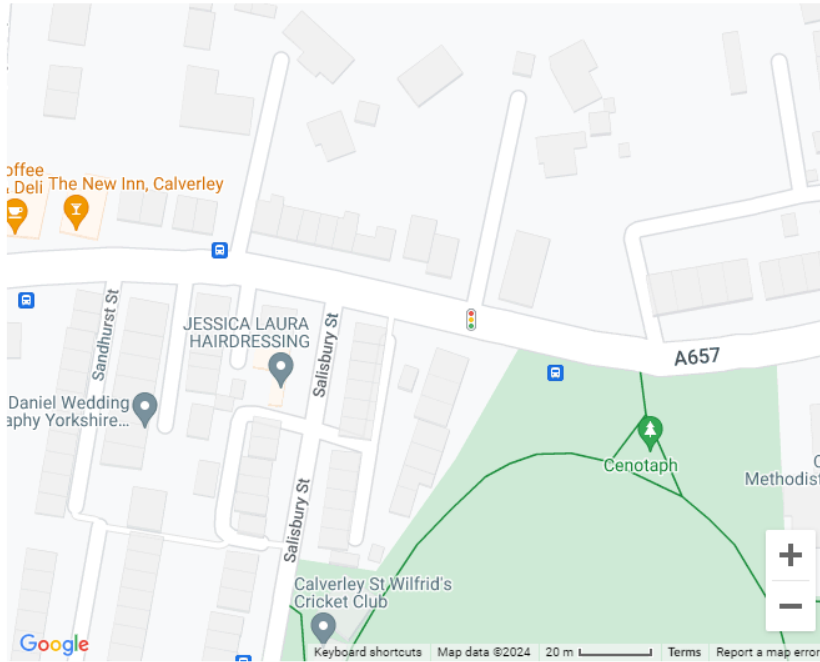 offee
& Deli
The New Inn, Calverley
Sandhurst St
JESSICA LAURA
HAIRDRESSING
Salisbury St
A657
Daniel Wedding
aphy Yorkshire...
Cenotaph
Methodist
Salisbury St
Calverley St Wilfrid's
Cricket Club
Google
Keyboard shortcuts Map data ©2024 20 m Terms Report a map error